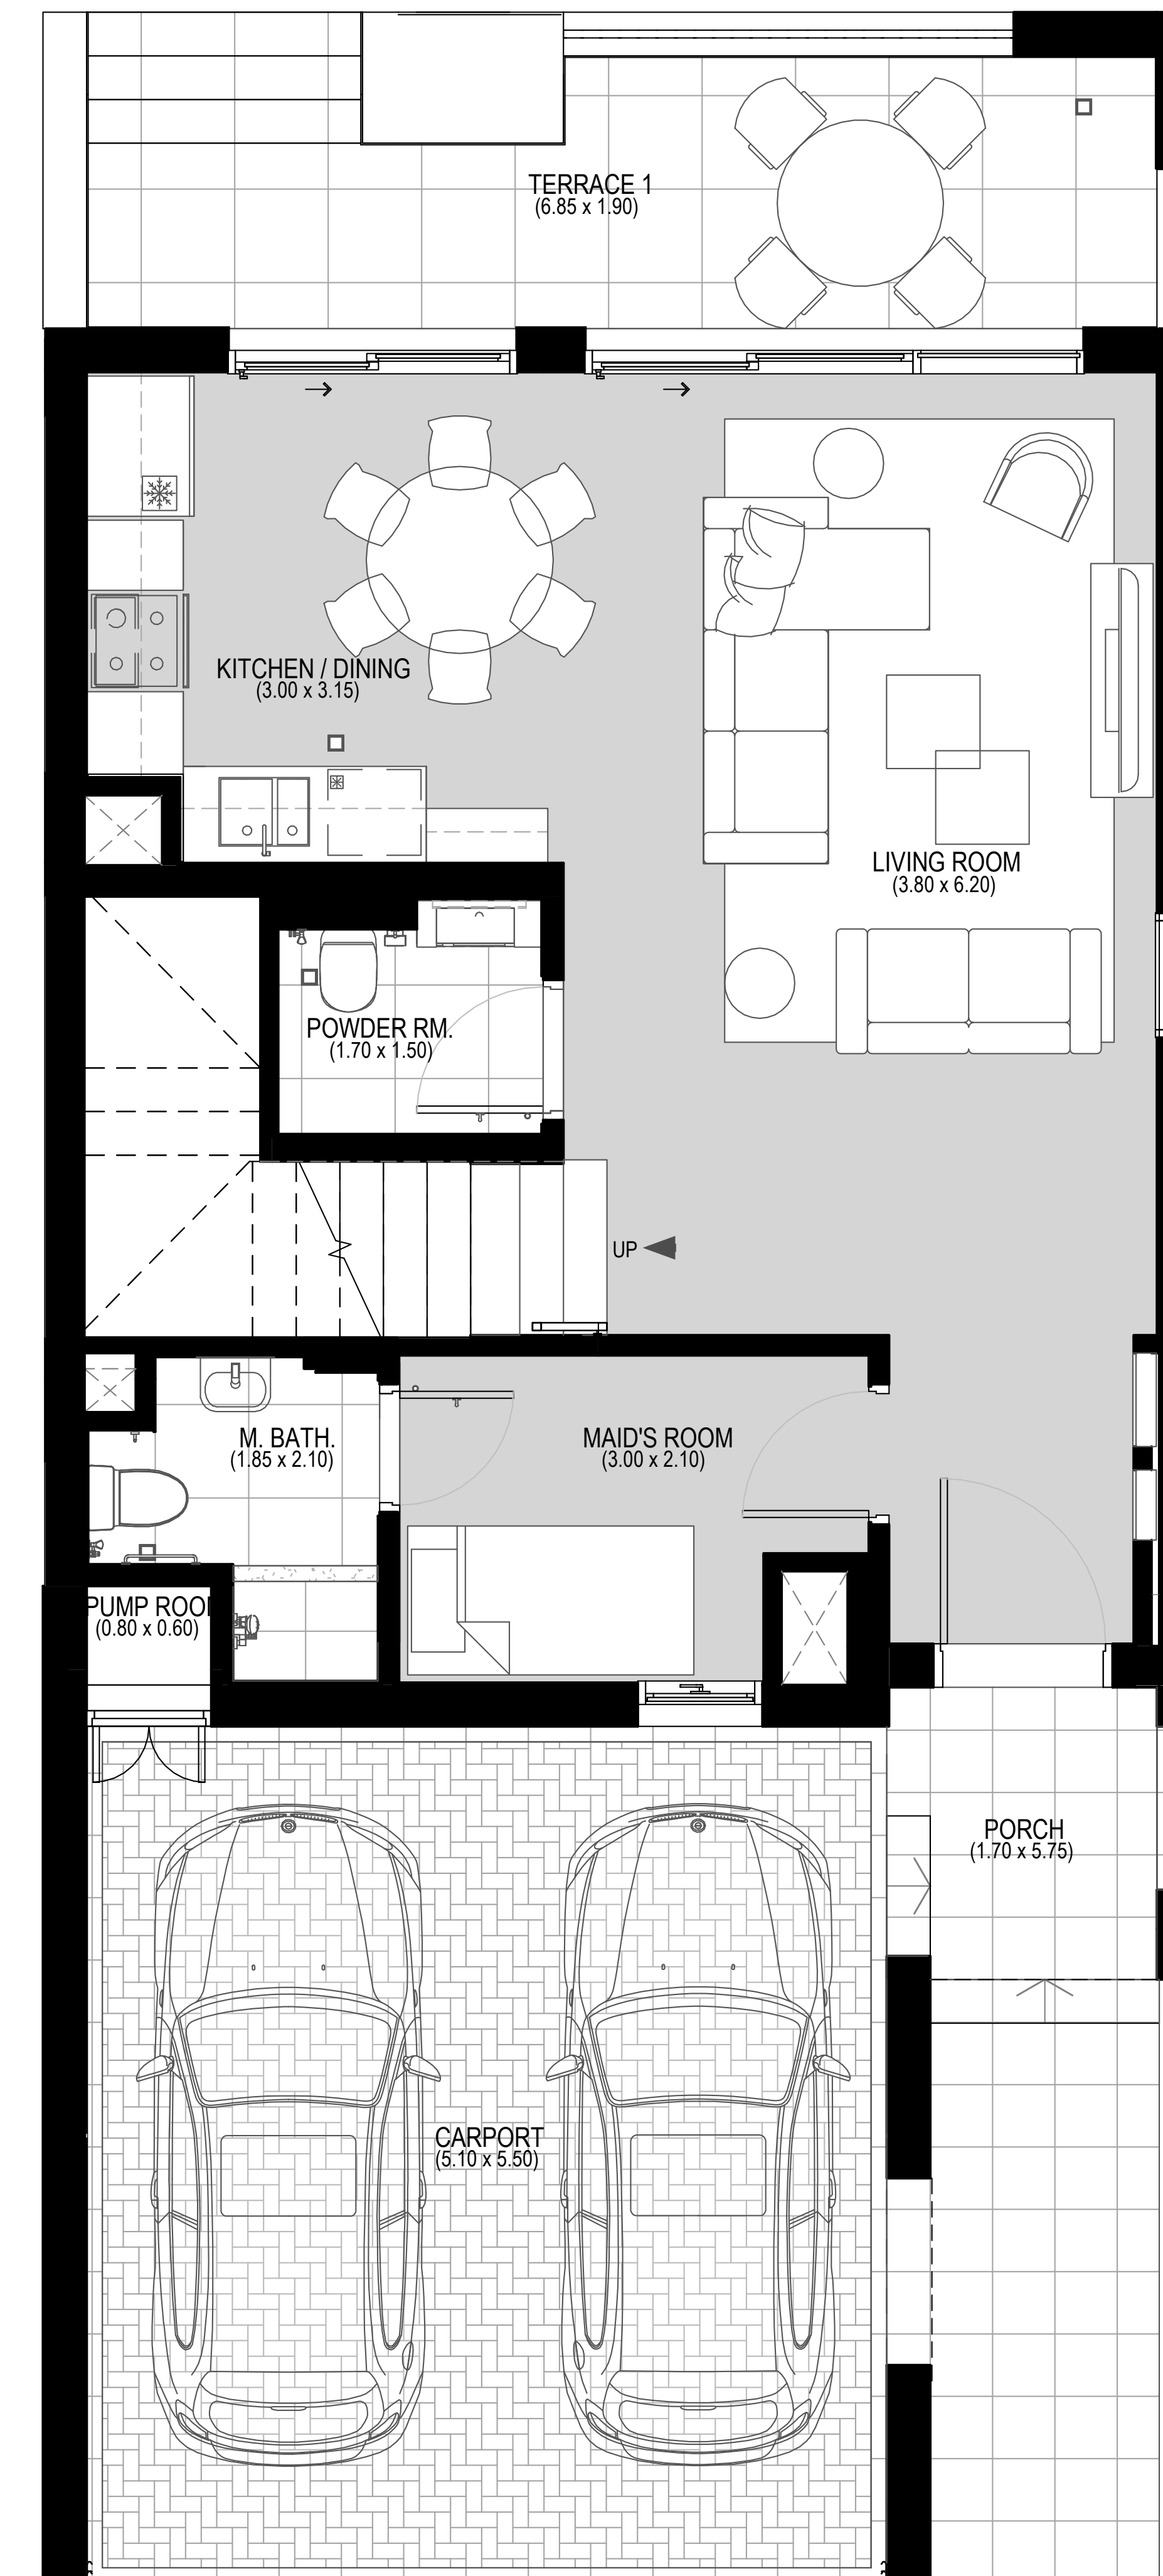 TERRACE 1
(6.85 x 1.90)
KITCHEN / DINING
(3.00 x 3.15)
LIVING ROOM
(3.80 x 6.20)
POWDER RM.
(1.70 x 1.50)
UP
M. BATH.
(1.85 x 2.10)
MAID'S ROOM
(3.00 x 2.10)
PUMP ROO
(0.80 x 0.60)
PORCH
(1.70 x 5.75)
CARPORT
(5.10 x 5.50)